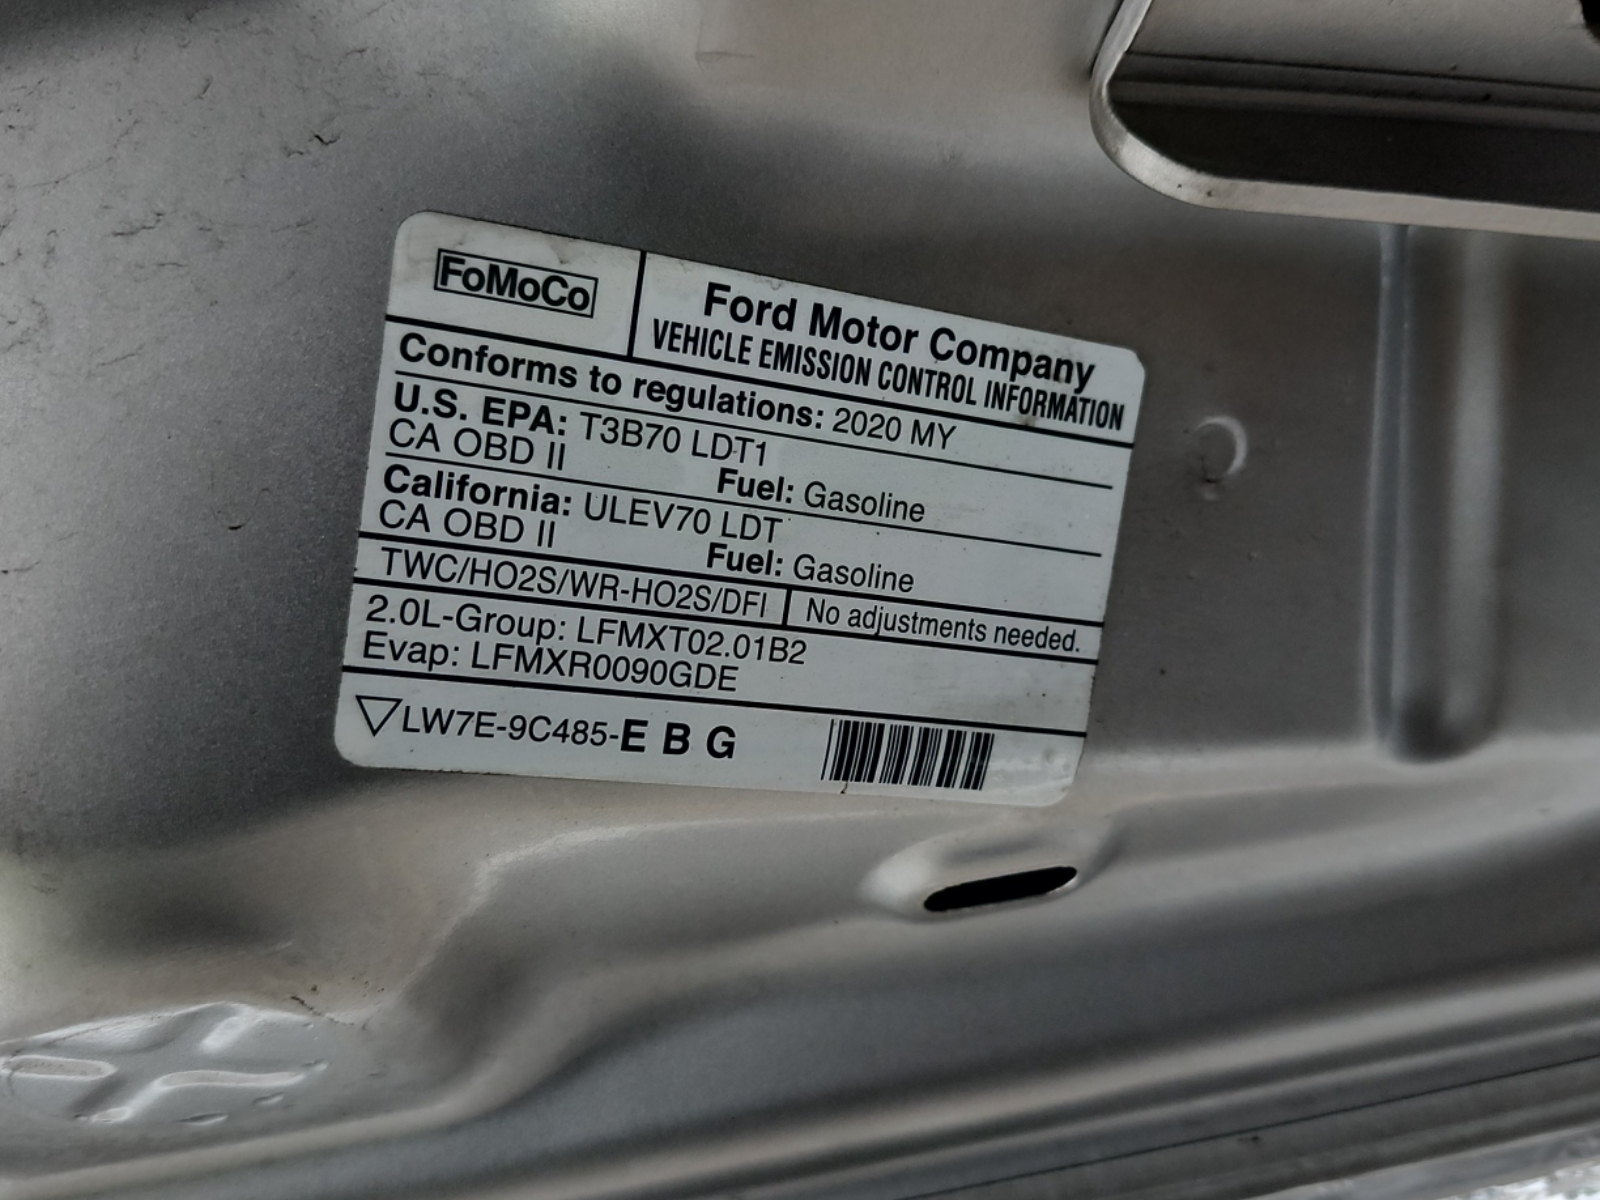 FoMoCo
Ford Motor Company
VEHICLE EMISSION CONTROL INFORMATION
Conforms to regulations: 2020 MY
U.S. EPA: T3B70 LDT1
CA OBD II Fuel: Gasoline
California: ULEV70 LDT
CA OBD II Fuel: Gasoline
TWC/HO2S/WR-HO2S/DFI No adjustments needed.
2.0L-Group: LFMXT02.01B2
Evap: LFMXR0090GDE
LW7E-9C485-E B G